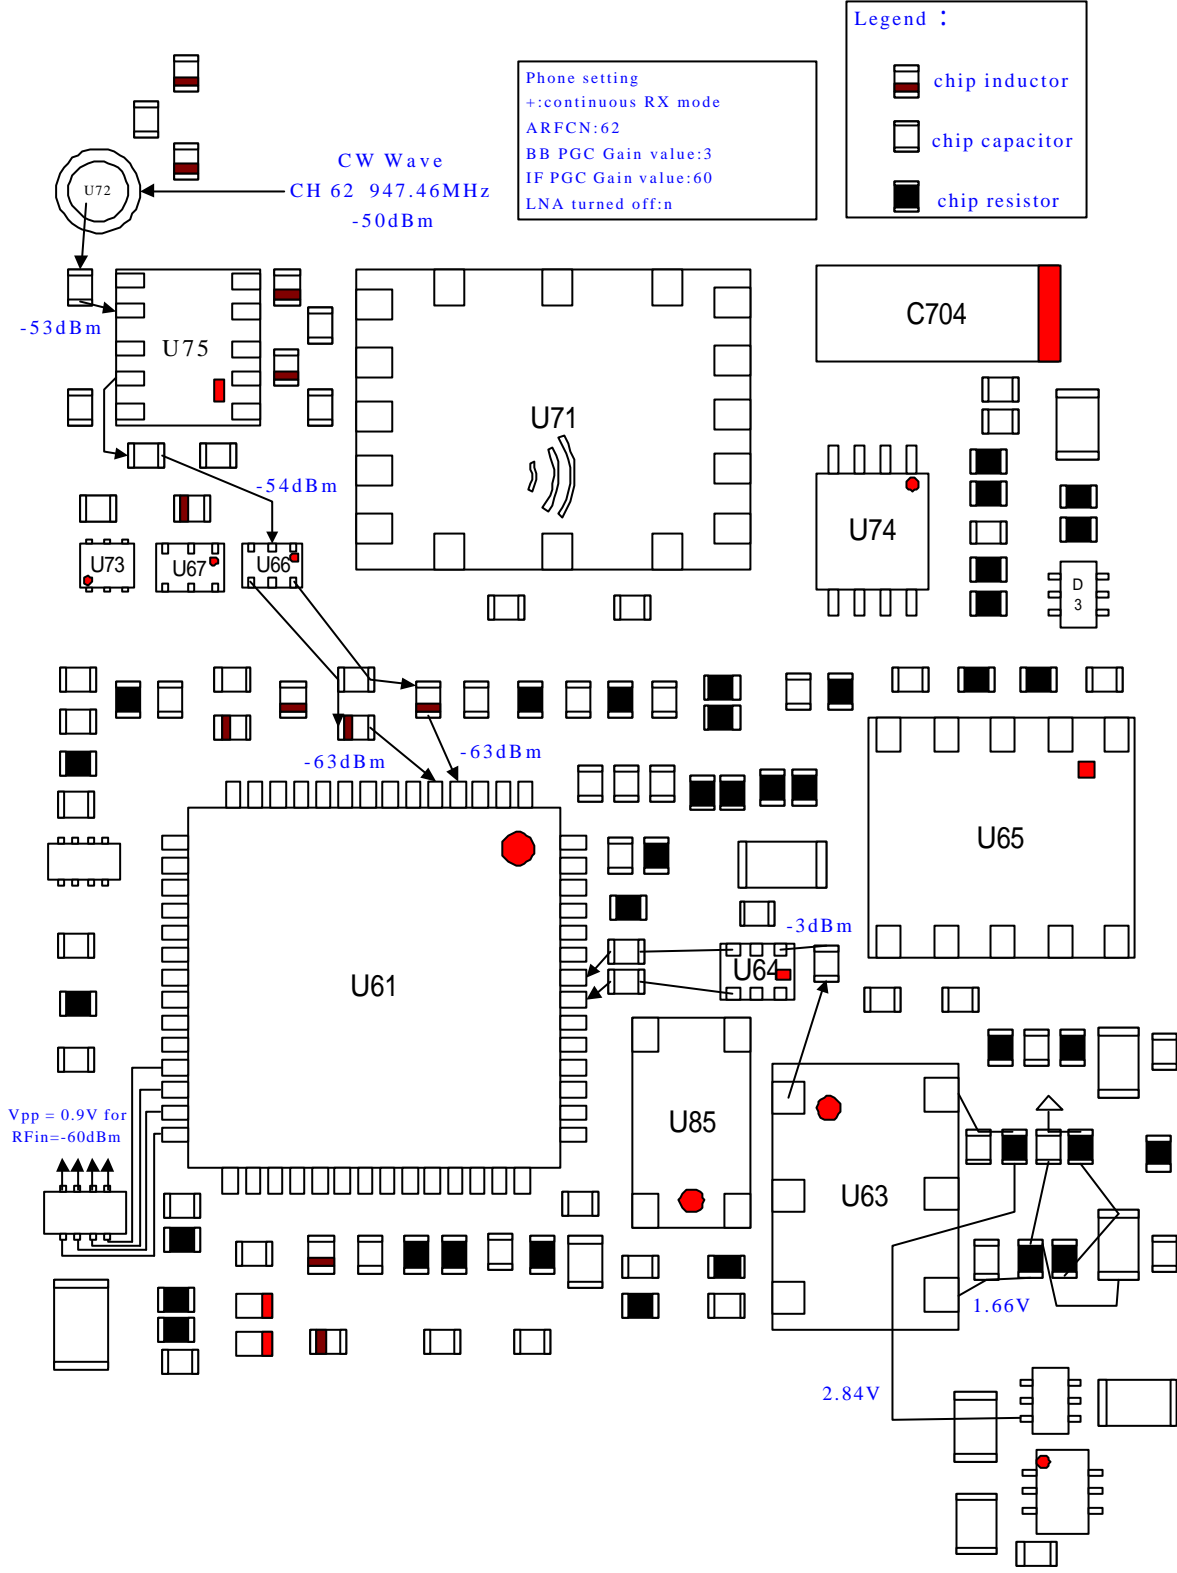 Legend :
chip inductor
chip capacitor
chip resistor
Phone setting
+:continuous RX mode
ARFCN:62
BB PGC Gain value:3
IF PGC Gain value:60
LNA turned off:n
CW Wave
CH 62 947.46MHz
-50dBm
U72
-53dBm
U75
C704
U71
-54dBm
U74
U73
U67
U66
D
3
-63dBm
-63dBm
U65
-3dBm
U64
U61
Vpp = 0.9V for
RFin=-60dBm
U85
U63
1.66V
2.84V